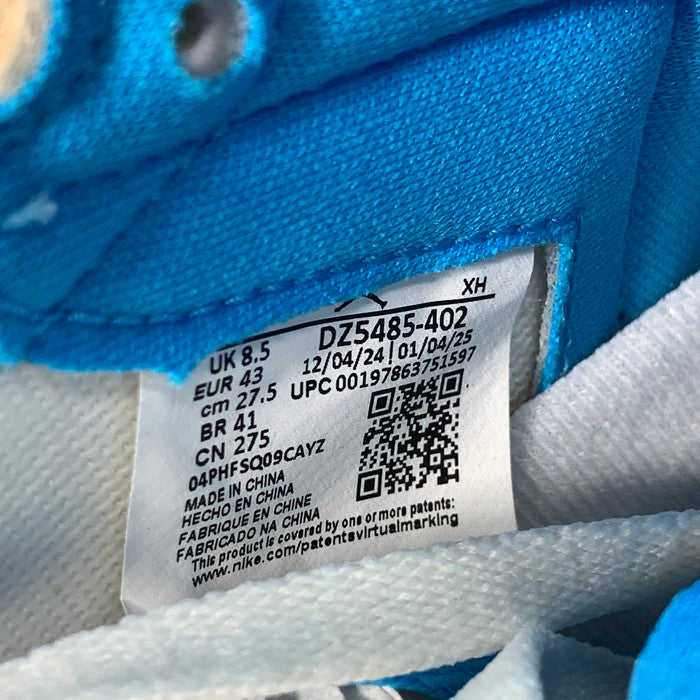 XH
UK 8.5
EUR 43
cm 27.5
BR 41
CN 275
DZ5485-402
12/04/24 | 01/04/25
UPC 00197863751597
04PHFSQ09CAYZ
MADE IN CHINA
HECHO EN CHINA
FABRIQUE EN CHINE
FABRICADO NA CHINA
This product is covered by one or more patents:
www.nike.com/patentsvirtualmarking